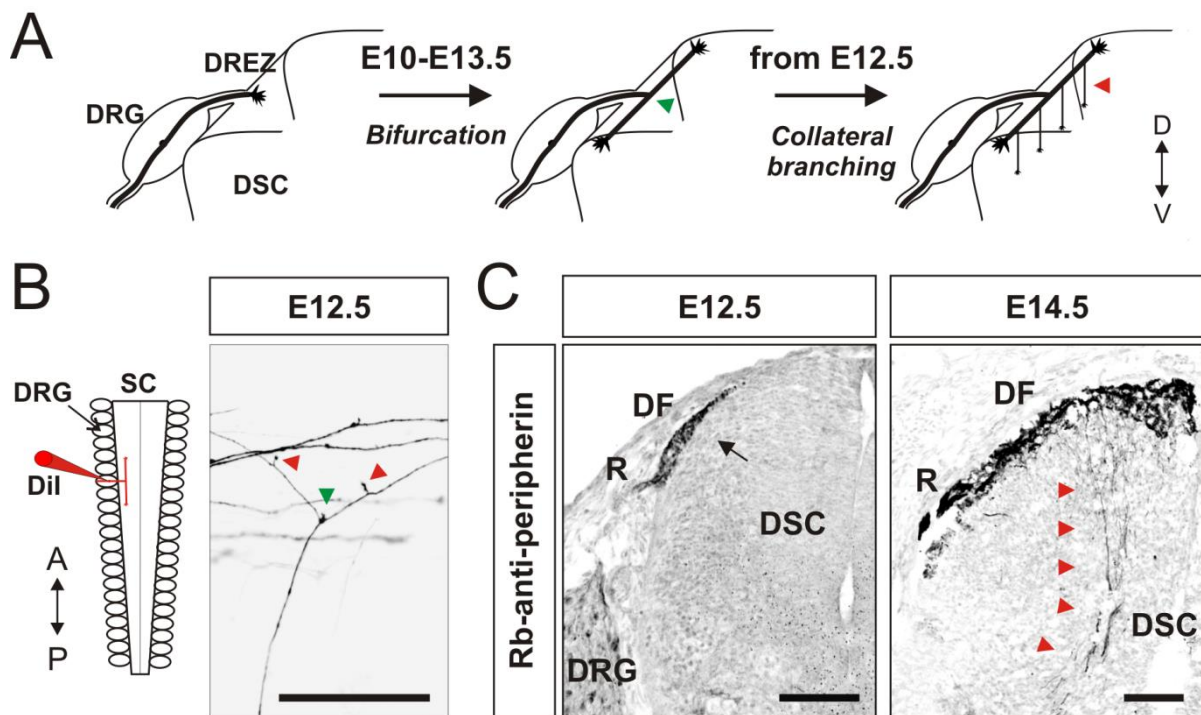 A
DREZ
DRG
DSC
E10-E13.5
Bifurcation
from E12.5
Collateral
branching
D
V
B
E12.5
DRG
SC
DiI
A
P
C
E12.5
E14.5
Rb-anti-peripherin
DF
R
DSC
DRG
DF
R
DSC